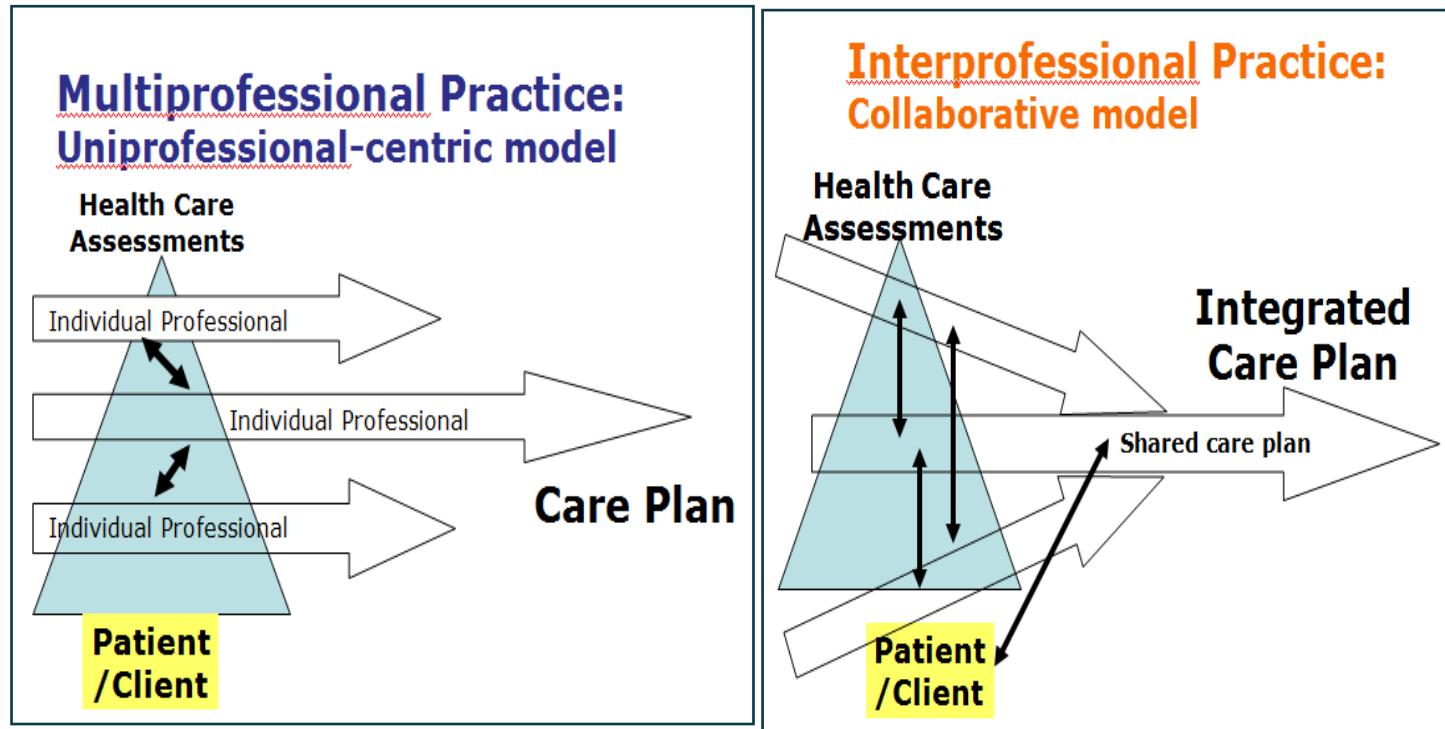 Multiprofessional Practice:
Uniprofessional-centric model
Health Care
Assessments
Individual Professional
Individual Professional
Individual Professional
Care Plan
Patient
/Client
Interprofessional Practice:
Collaborative model
Health Care
Assessments
Integrated
Care Plan
Shared care plan
Patient
/Client